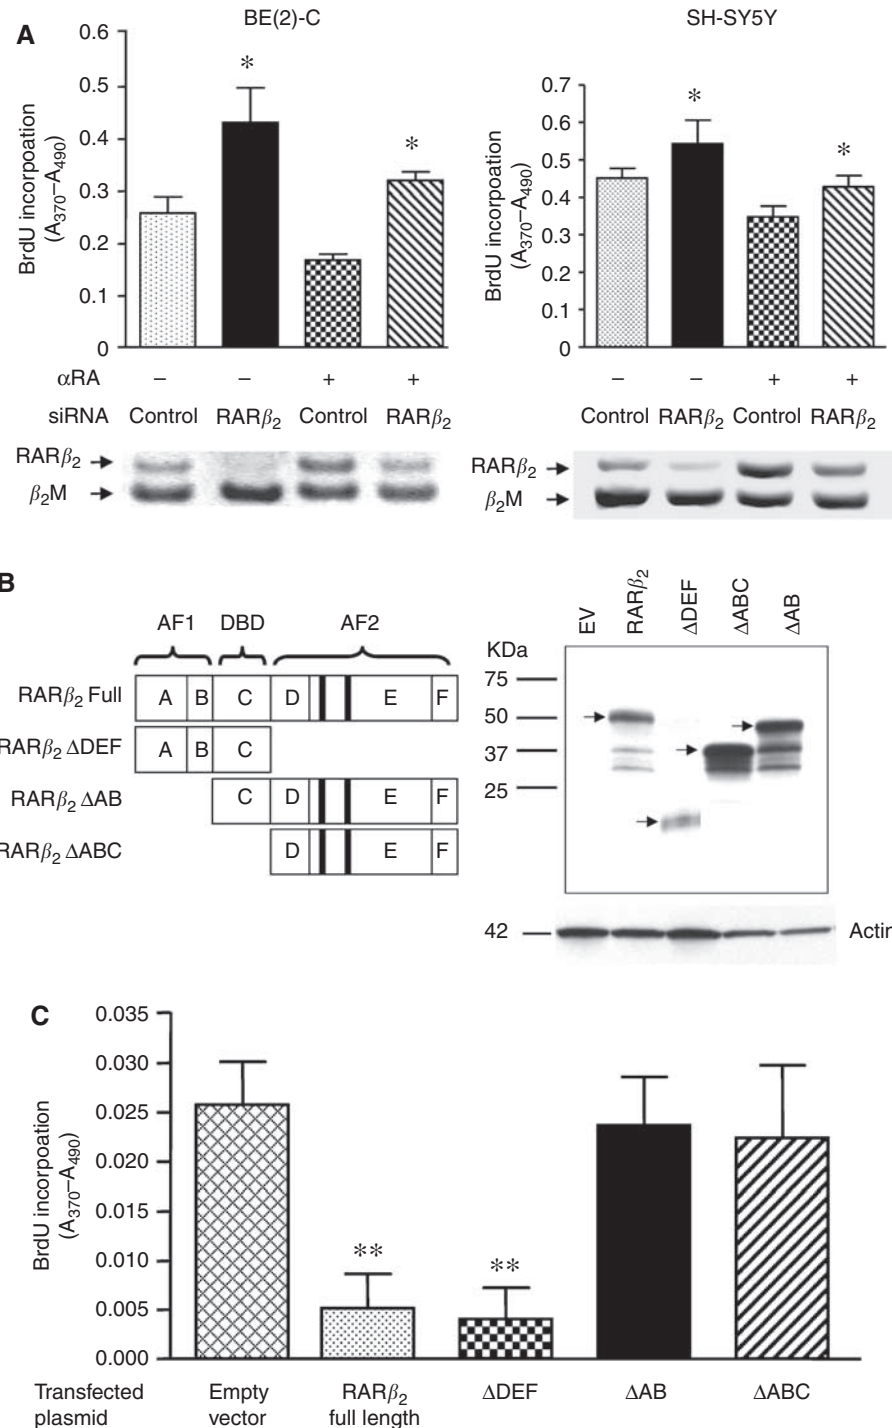 A
BE(2)-C
SH-SY5Y
BrdU incorpoation
(A370–A490)
0.6
0.5
0.4
0.3
0.2
0.1
0
*
*
BrdU incorpoation
(A370–A490)
0.7
0.6
0.5
0.4
0.3
0.2
0.1
0
*
*
αRA – – + + – – + +
siRNA Control RARβ2 Control RARβ2 Control RARβ2 Control RARβ2
RARβ2
β2M
RARβ2
β2M
B
AF1 DBD AF2
RARβ2 Full A B C D E F
RARβ2 ΔDEF A B C
RARβ2 ΔAB C D E F
RARβ2 ΔABC D E F
EV RARβ2 ΔDEF ΔABC ΔAB
KDa
75
50
37
25
42 Actir
C
BrdU incorpoation
(A370–A490)
0.035
0.030
0.025
0.020
0.015
0.010
0.005
0.000
** **
Transfected plasmid
Empty vector
RARβ2 full length
ΔDEF
ΔAB
ΔABC